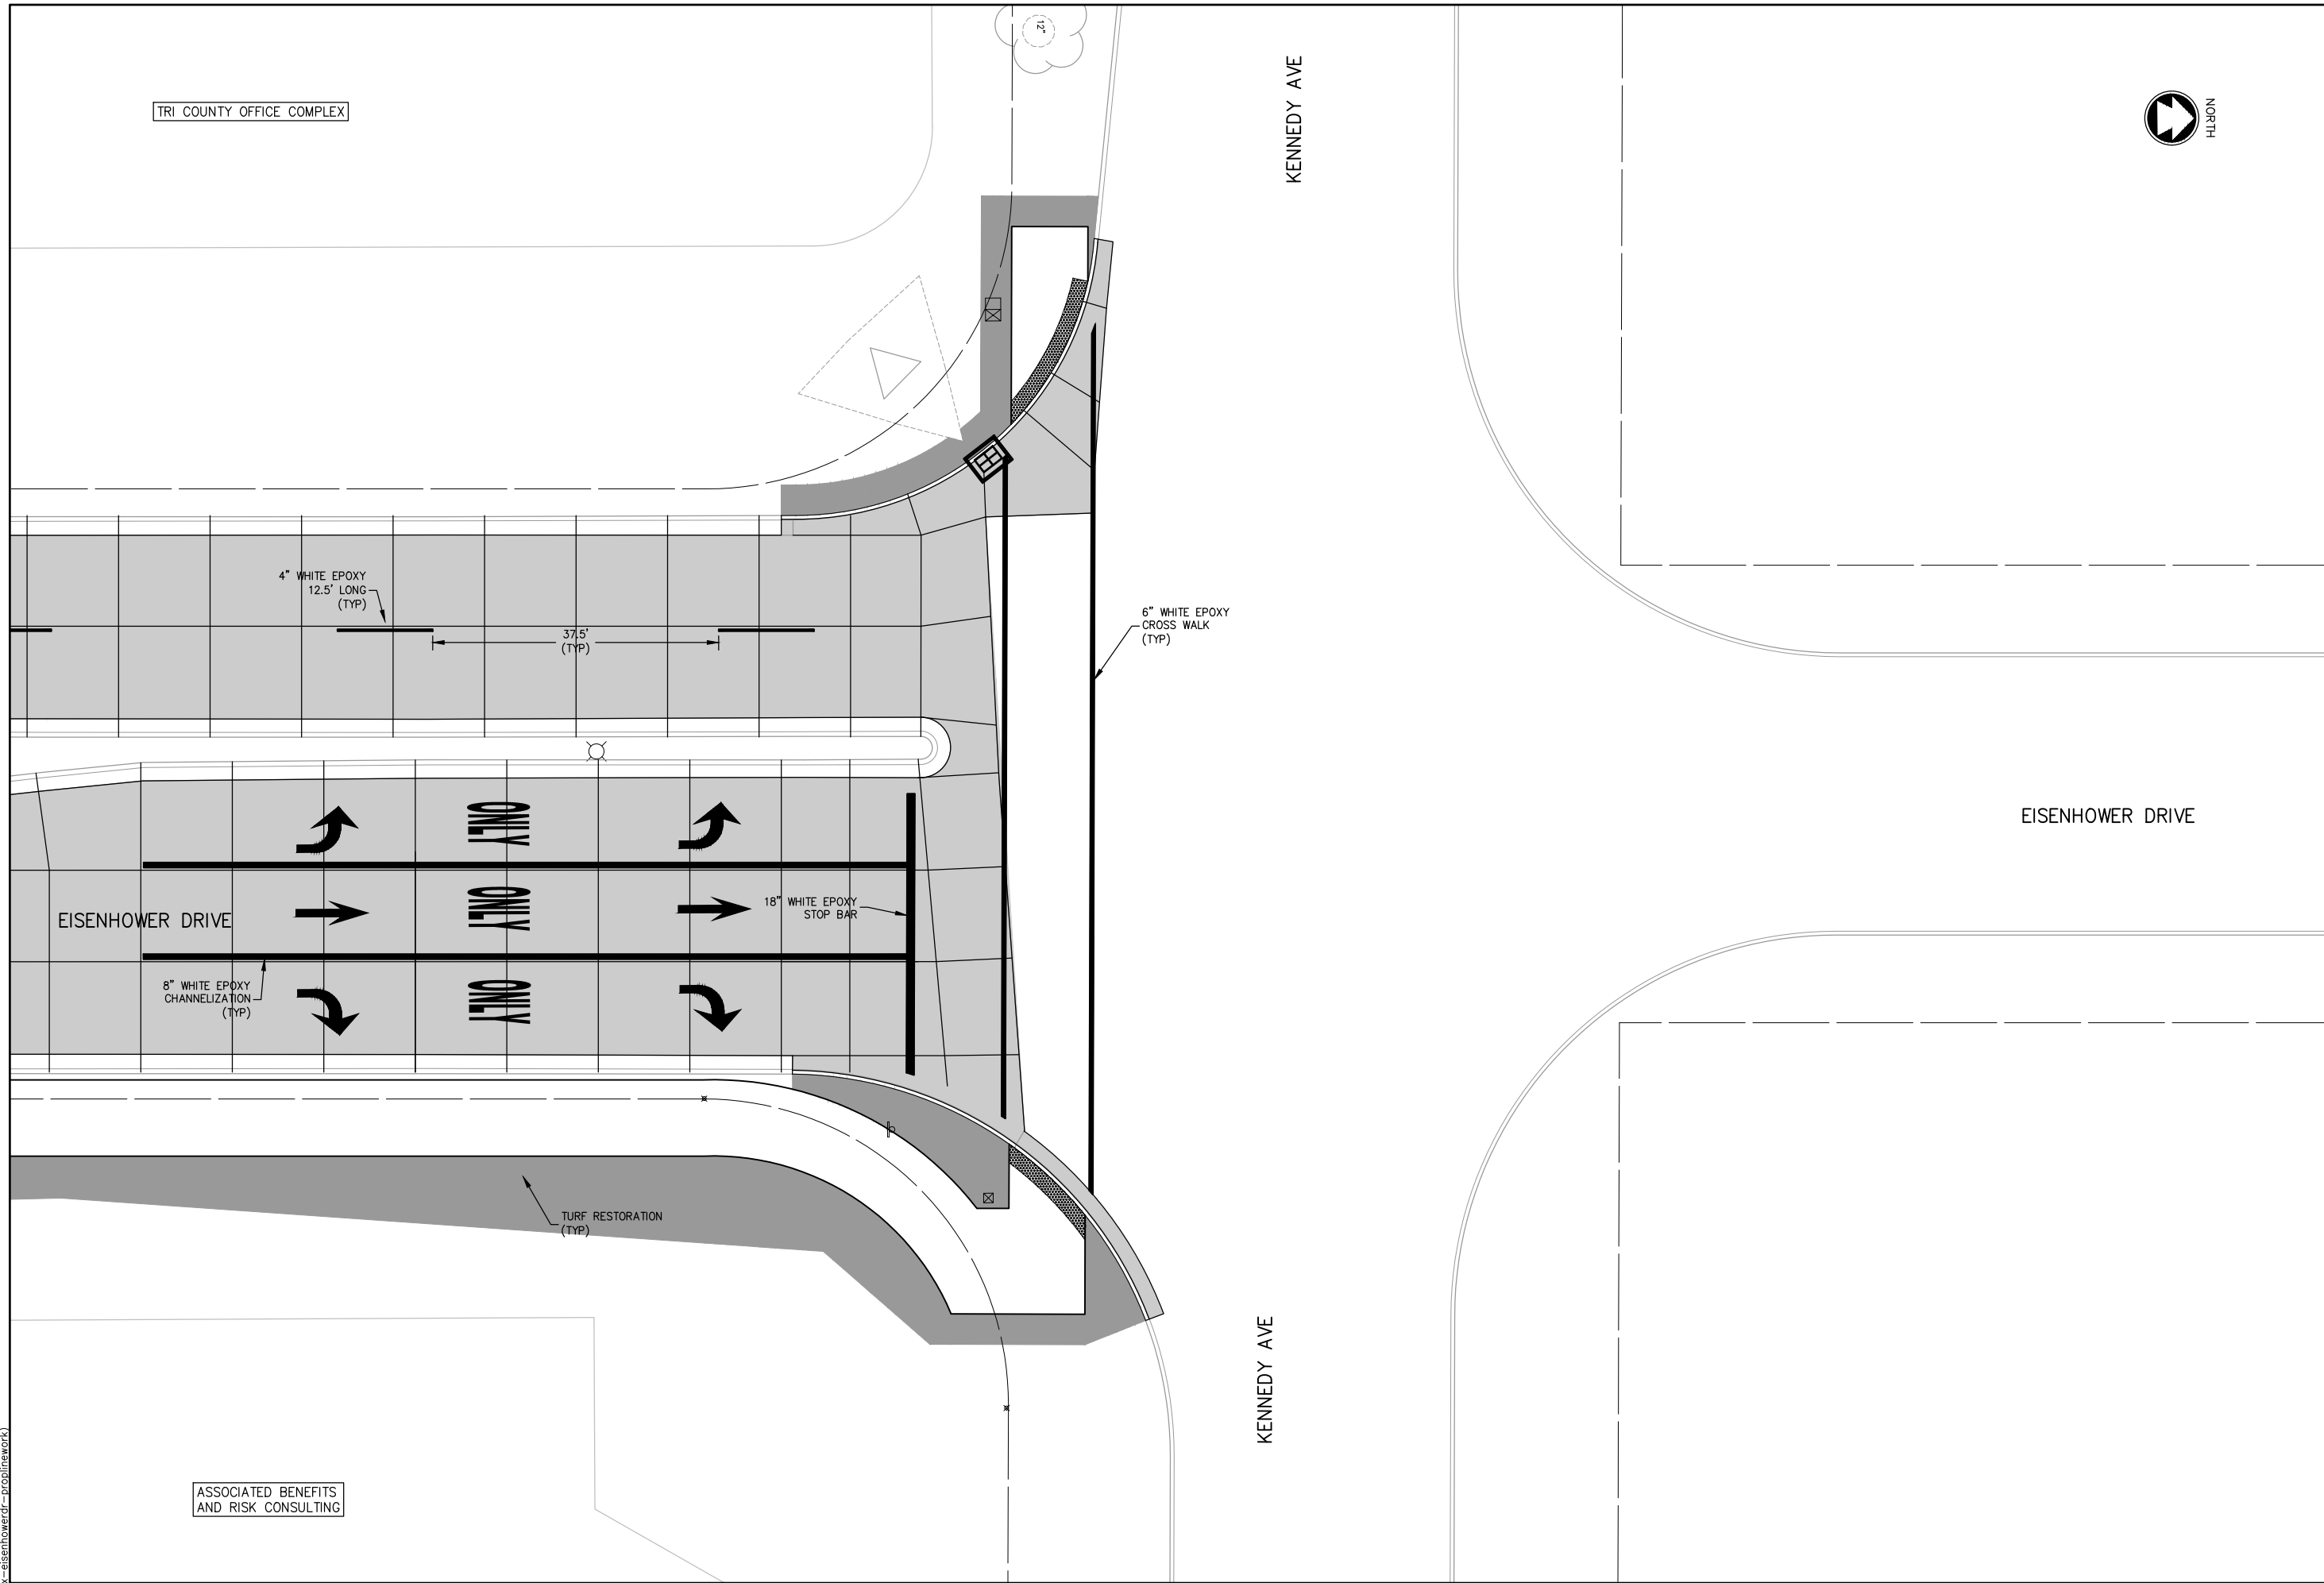 12"
KENNEDY AVE
NORTH
TRI COUNTY OFFICE COMPLEX
4" WHITE EPOXY
12.5' LONG
(TYP)
37.5'
(TYP)
6" WHITE EPOXY
CROSS WALK
(TYP)
ONLY
EISENHOWER DRIVE
ONLY
18" WHITE EPOXY
STOP BAR
EISENHOWER DRIVE
ONLY
8" WHITE EPOXY
CHANNELIZATION
(TYP)
TURF RESTORATION
(TYP)
KENNEDY AVE
ASSOCIATED BENEFITS
AND RISK CONSULTING
x-eisenhowerdr-proplinework)